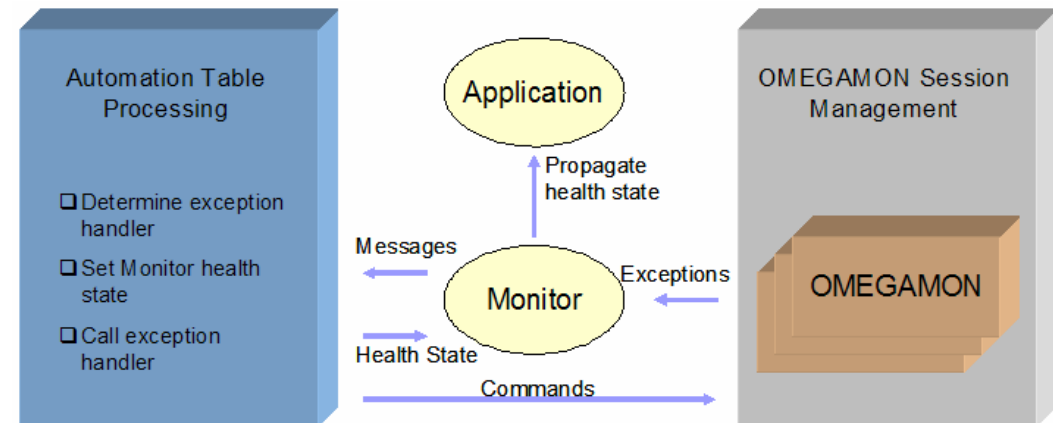 Automation Table
Processing
❑ Determine exception
handler
❑ Set Monitor health
state
❑ Call exception
handler
Application
Propagate
health state
Messages
Monitor
Exceptions
Health State
Commands
OMEGAMON Session
Management
OMEGAMON